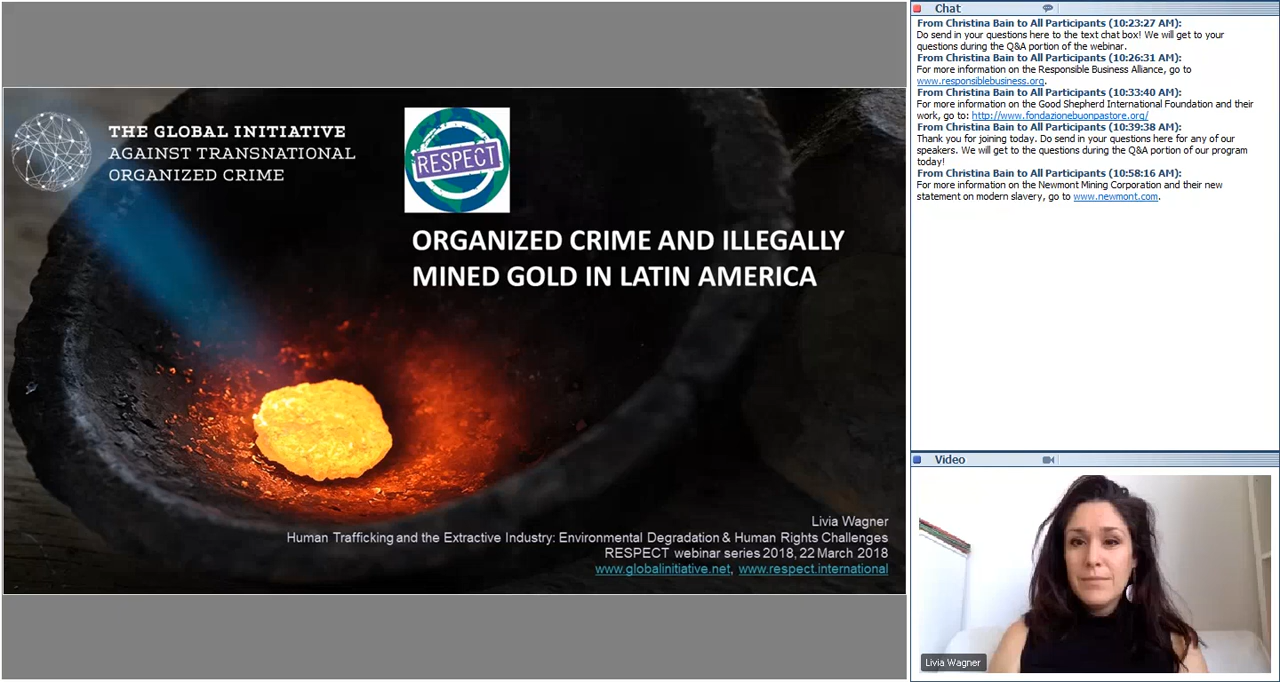 THE GLOBAL INITIATIVE
AGAINST TRANSNATIONAL
ORGANIZED CRIME
RESPECT
ORGANIZED CRIME AND ILLEGALLY
MINED GOLD IN LATIN AMERICA
Livia Wagner
Human Trafficking and the Extractive Industry: Environmental Degradation & Human Rights Challenges
RESPECT webinar series 2018, 22 March 2018
www.globalinitiative.net, www.respect.international
Chat
From Christina Bain to All Participants (10:23:27 AM):
Do send in your questions here to the text chat box! We will get to your
questions during the Q&A portion of the webinar.
From Christina Bain to All Participants (10:26:31 AM):
For more information on the Responsible Business Alliance, go to
www.responsiblebusiness.org.
From Christina Bain to All Participants (10:33:40 AM):
For more information on the Good Shepherd International Foundation and their
work, go to: http://www.fondazionebuonpastore.org/
From Christina Bain to All Participants (10:39:38 AM):
Thank you for joining today. Do send in your questions here for any of our
speakers. We will get to the questions during the Q&A portion of our program
today!
From Christina Bain to All Participants (10:58:16 AM):
For more information on the Newmont Mining Corporation and their new
statement on modern slavery, go to www.newmont.com.
Video
Livia Wagner